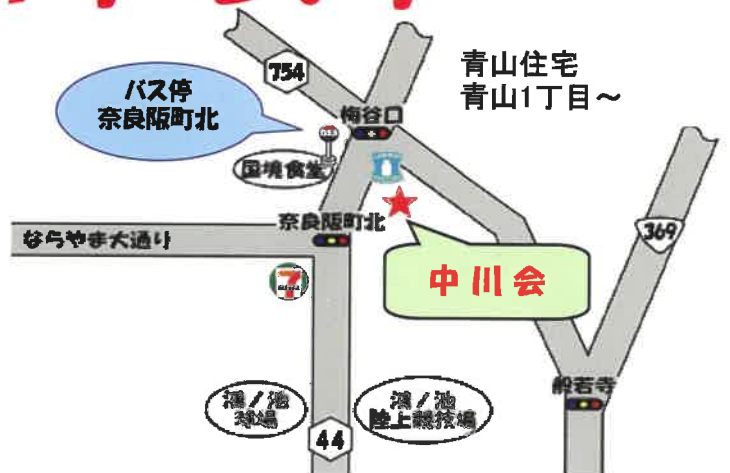 754
青山住宅
青山1丁目～
バス停
奈良阪町北
梅谷口
国境食堂
奈良阪町北
ならやま大通り
369
中川会
般若寺
鴻ノ池
球場
鴻ノ池
陸上競技場
44